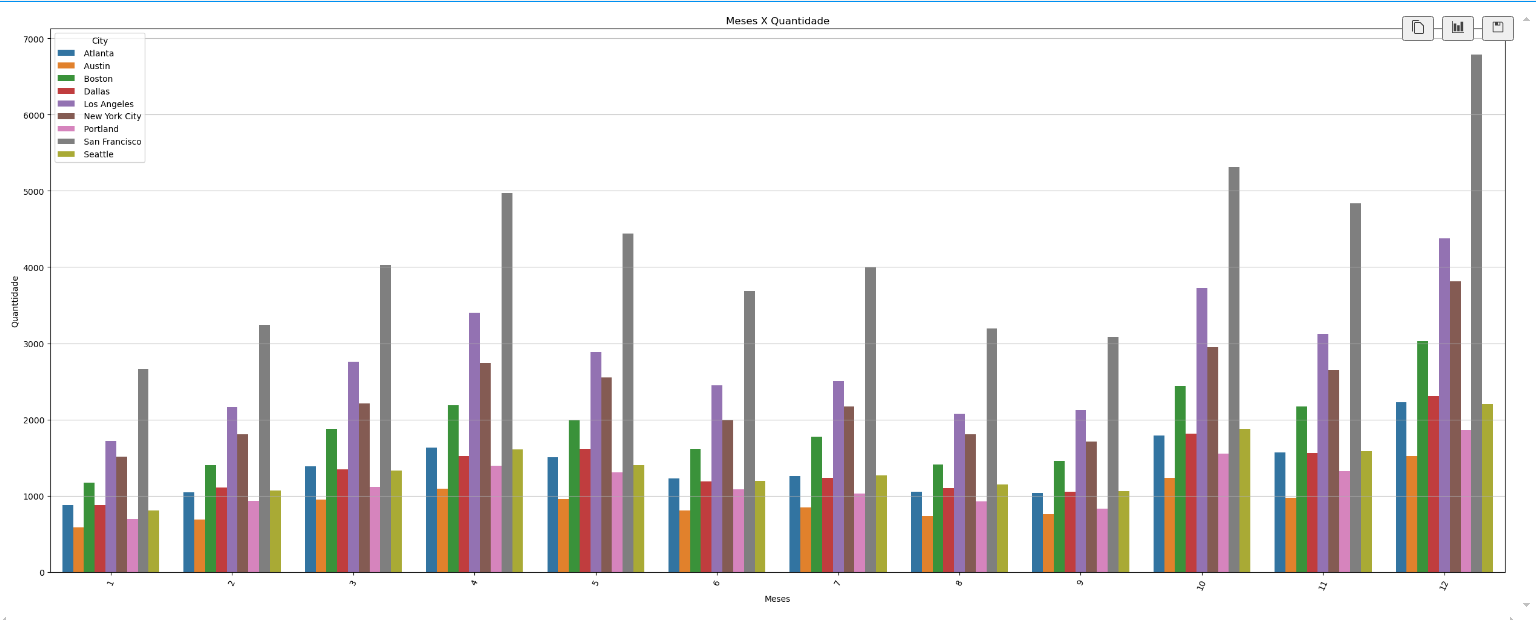 Meses X Quantidade
City
Atlanta
Austin
Boston
Dallas
Los Angeles
New York City
Portland
San Francisco
Seattle
7000
6000
5000
4000
3000
2000
1000
0
Quanttidade
1 2 3 4 5 6 7 8 9 10 11 12
Meses